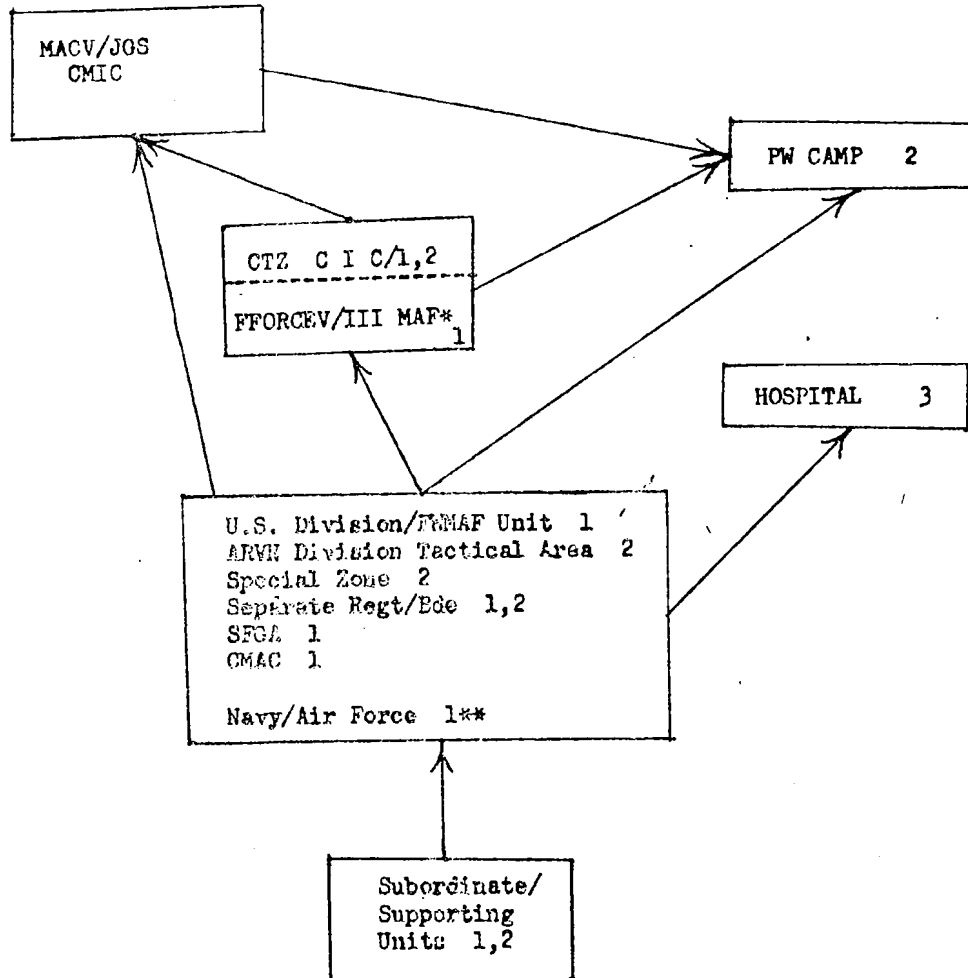 MACV/JGS
CMIC
PW CAMP 2
CTZ C I C/1,2
FFORCEV/III MAF*
1
HOSPITAL 3
U.S. Division/FWMAF Unit 1
ARVN Division Tactical Area 2
Special Zone 2
Separate Regt/Bde 1,2
SFGA 1
CMAC 1
Navy/Air Force 1**
Subordinate/
Supporting
Units 1,2